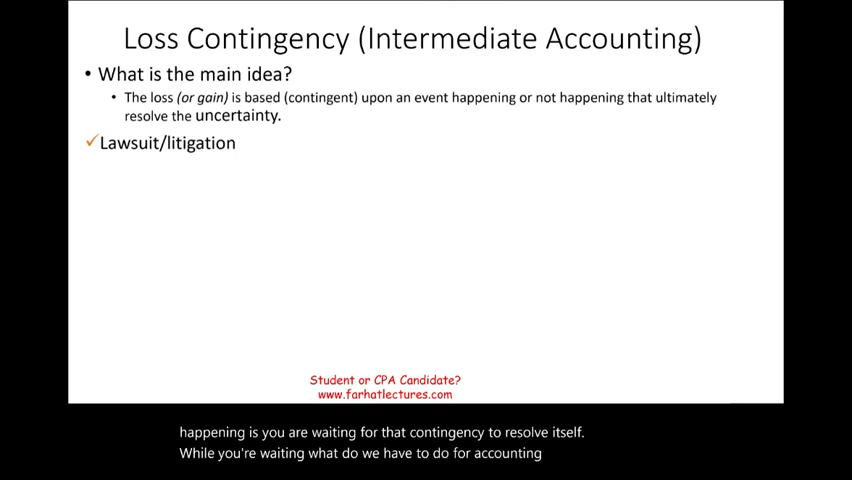 Loss Contingency (Intermediate Accounting)
• What is the main idea?
• The loss (or gain) is based (contingent) upon an event happening or not happening that ultimately
resolve the uncertainty.
✓Lawsuit/litigation
Student or CPA Candidate?
www.farhatlectures.com
happening is you are waiting for that contingency to resolve itself.
While you're waiting what do we have to do for accounting